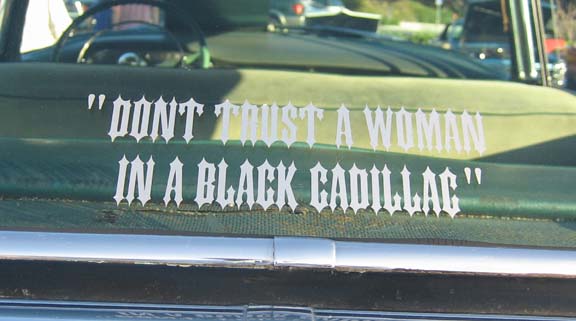 "DONT TRUST A WOMAN
IN A BLACK CADILLAC"